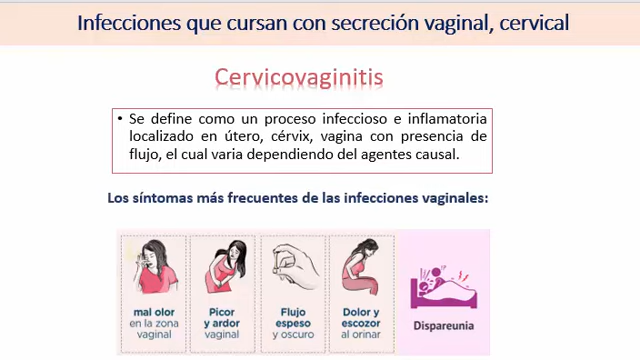 Infecciones que cursan con secreción vaginal, cervical
Cervicovaginitis
• Se define como un proceso infeccioso e inflamatoria
localizado en útero, cérvix, vagina con presencia de
flujo, el cual varia dependiendo del agentes causal.
Los síntomas más frecuentes de las infecciones vaginales:
mal olor
en la zona
vaginal
Picor
y ardor
vaginal
Flujo
espeso
y oscuro
Dolor y
escozor
al orinar
Dispareunia